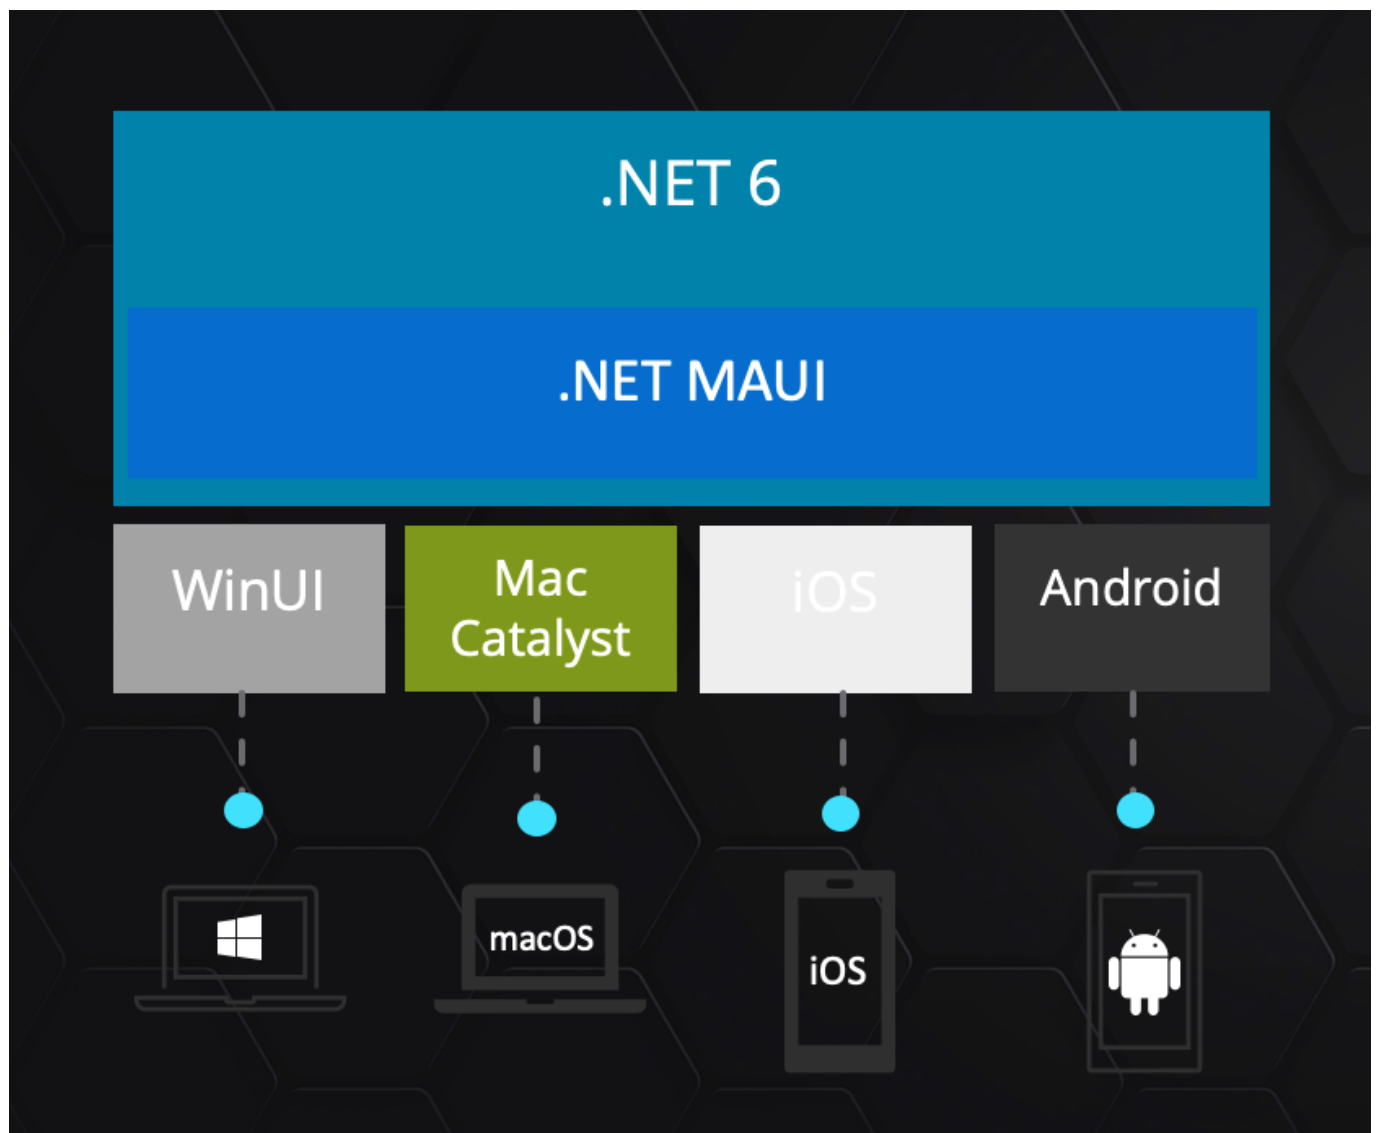 .NET 6
.NET MAUI
WinUI
Mac
Catalyst
iOS
Android
macOS
iOS